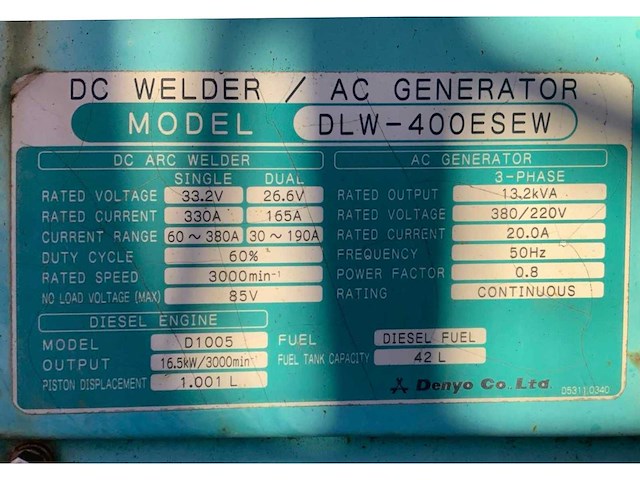 DC WELDER / AC GENERATOR
MODEL DLW-400ESEW
DC ARC WELDER
SINGLE DUAL
RATED VOLTAGE 33.2V 26.6V
RATED CURRENT 330A 165A
CURRENT RANGE 60～380A 30～190A
DUTY CYCLE 60%
RATED SPEED 3000min⁻¹
NO LOAD VOLTAGE (MAX) 85V
AC GENERATOR
3-PHASE
RATED OUTPUT 13.2kVA
RATED VOLTAGE 380/220V
RATED CURRENT 20.0A
FREQUENCY 50Hz
POWER FACTOR 0.8
RATING CONTINUOUS
DIESEL ENGINE
MODEL D1005
OUTPUT 16.5kW/3000min⁻¹
PISTON DISPLACEMENT 1.001 L
FUEL DIESEL FUEL
FUEL TANK CAPACITY 42 L
Denyo Co., Ltd.
D5311 0340